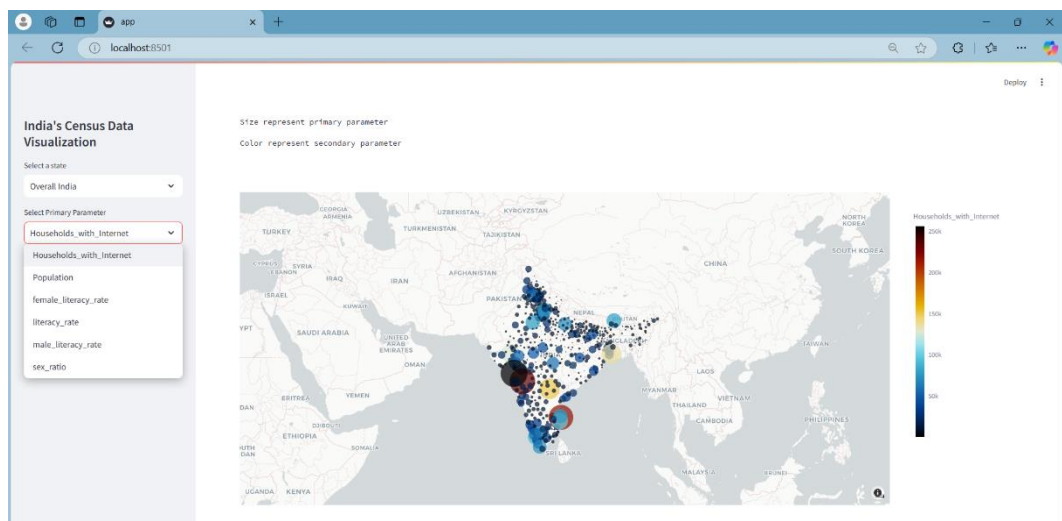 app
localhost:8501
Deploy
India's Census Data
Visualization
Select a state
Overall India
Select Primary Parameter
Households_with_Internet
Households_with_Internet
Population
female_literacy_rate
literacy_rate
male_literacy_rate
sex_ratio
Size represent primary parameter
Color represent secondary parameter
GEORGIA
ARMENIA
UZBEKISTAN
KYRGYZSTAN
TURKEY
TURKMENISTAN
TAJIKISTAN
NORTH
KOREA
SOUTH KOREA
CHINA
SYRIA
IRAQ
IRAN
AFGHANISTAN
ISRAEL
KUWAIT
PAKISTAN
NEPAL
SAUDI ARABIA
UNITED
ARAB
EMIRATES
OMAN
TAIWAN
LAOS
MYANMAR
ERITREA
YEMEN
THAILAND
VIETNAM
DJIBOUTI
CAMBODIA
PHILIPPINES
ETHIOPIA
SOMALIA
SRI LANKA
MALAYSIA
BRUNEI
UGANDA
KENYA
Households_with_Internet
250k
200k
150k
100k
50k